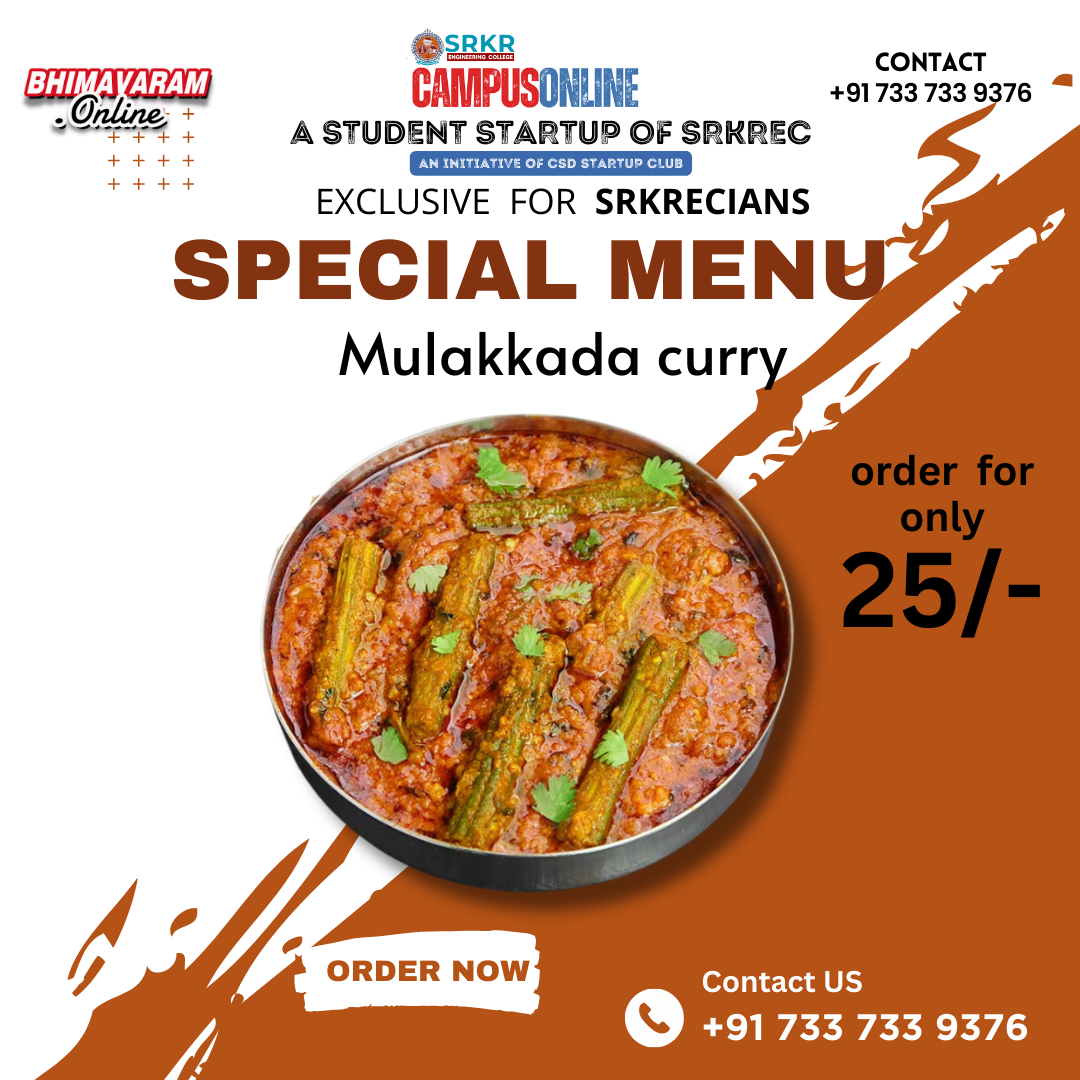 BHIMAVARAM
.Online
SRKR
ENGINEERING COLLEGE
CAMPUSONLINE
A STUDENT STARTUP OF SRKREC
AN INITIATIVE OF CSD STARTUP CLUB
CONTACT
+91 733 733 9376
EXCLUSIVE FOR SRKRECIANS
SPECIAL MENU
Mulakkada curry
order for
only
25/-
ORDER NOW
Contact US
+91 733 733 9376